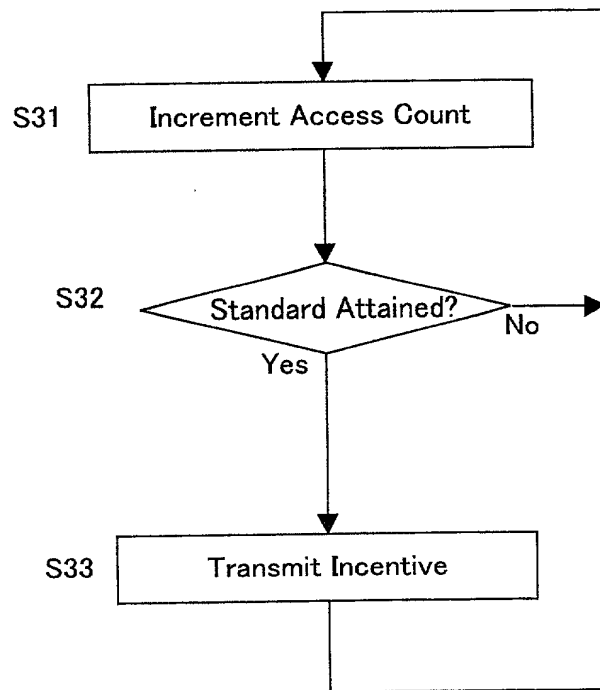 S31 Increment Access Count
S32 Standard Attained?
No
Yes
S33 Transmit Incentive